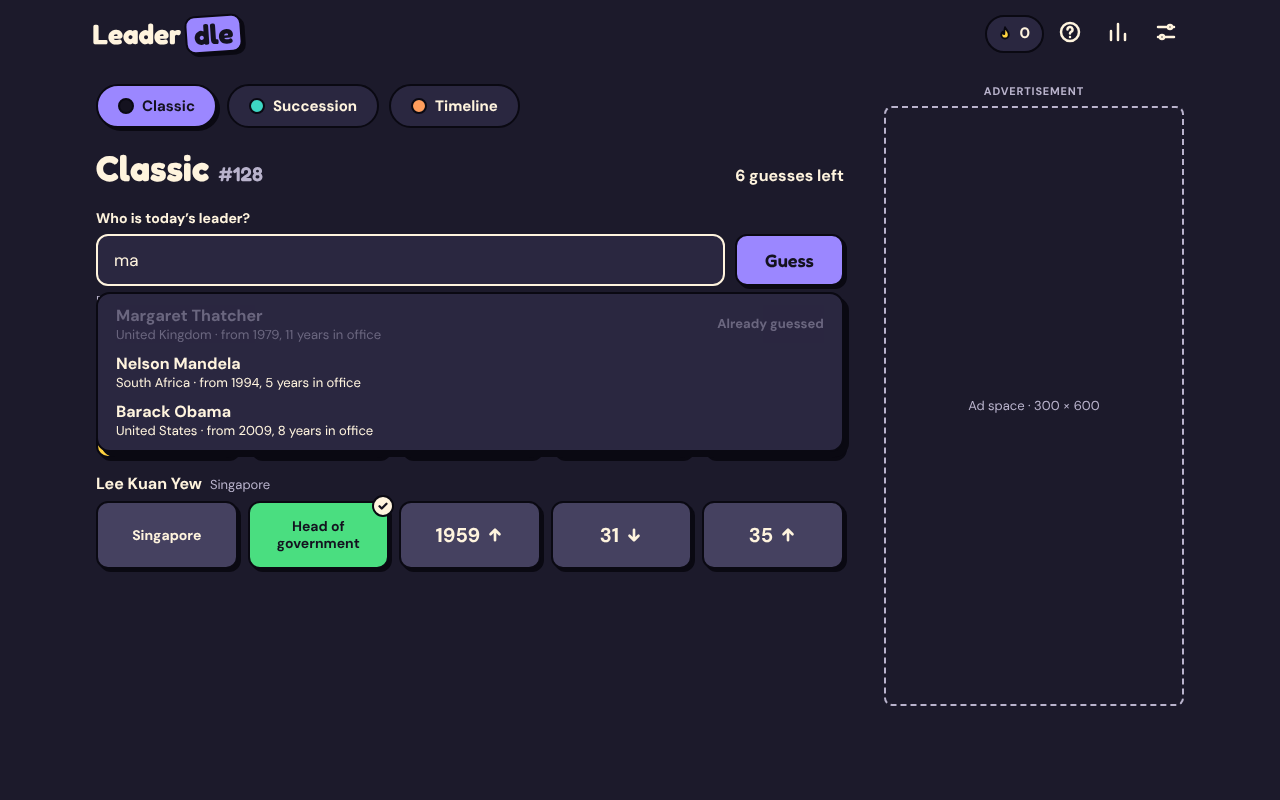 Leader dle
0
Classic
Succession
Timeline
ADVERTISEMENT
Classic #128
6 guesses left
Who is today’s leader?
ma
Guess
Margaret Thatcher
United Kingdom · from 1979, 11 years in office
Already guessed
Nelson Mandela
South Africa · from 1994, 5 years in office
Barack Obama
United States · from 2009, 8 years in office
Ad space · 300 × 600
Lee Kuan Yew Singapore
Singapore
Head of
government
1959 ↑
31 ↓
35 ↑